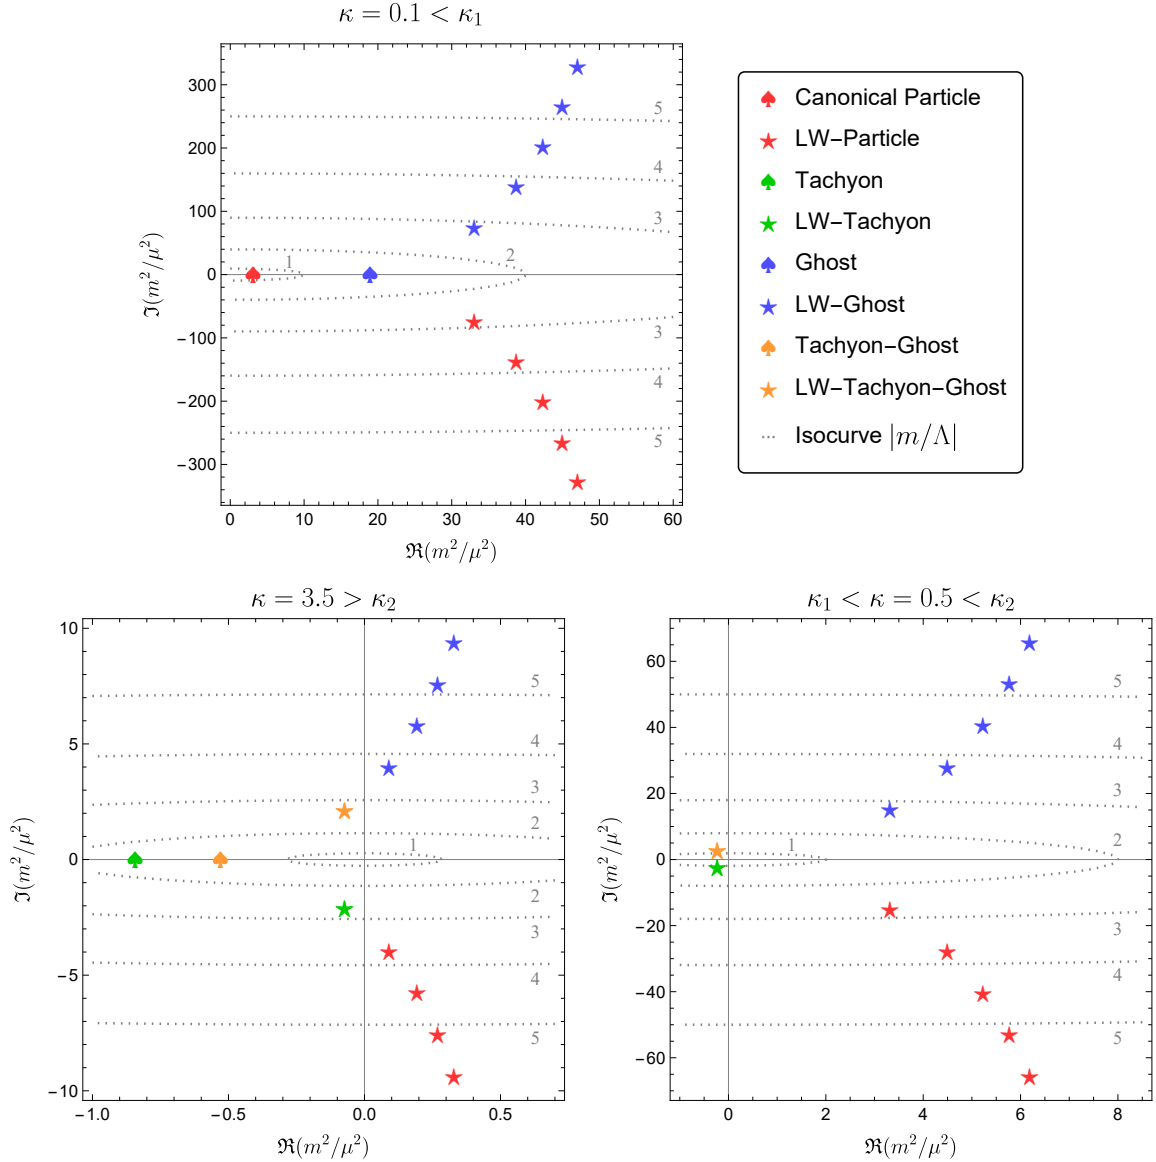 κ = 0.1 < κ₁
ℑ(m²/μ²)
300
200
100
0
−100
−200
−300
5
4
3
2
1
3
4
5
0 10 20 30 40 50 60
ℜ(m²/μ²)
Canonical Particle
LW−Particle
Tachyon
LW−Tachyon
Ghost
LW−Ghost
Tachyon−Ghost
LW−Tachyon−Ghost
Isocurve |m/Λ|
κ = 3.5 > κ₂
ℑ(m²/μ²)
10
5
0
−5
−10
5
4
3
2
1
2
3
4
5
−1.0 −0.5 0.0 0.5
ℜ(m²/μ²)
κ₁ < κ = 0.5 < κ₂
ℑ(m²/μ²)
60
40
20
0
−20
−40
−60
5
4
3
2
1
3
4
5
0 2 4 6 8
ℜ(m²/μ²)